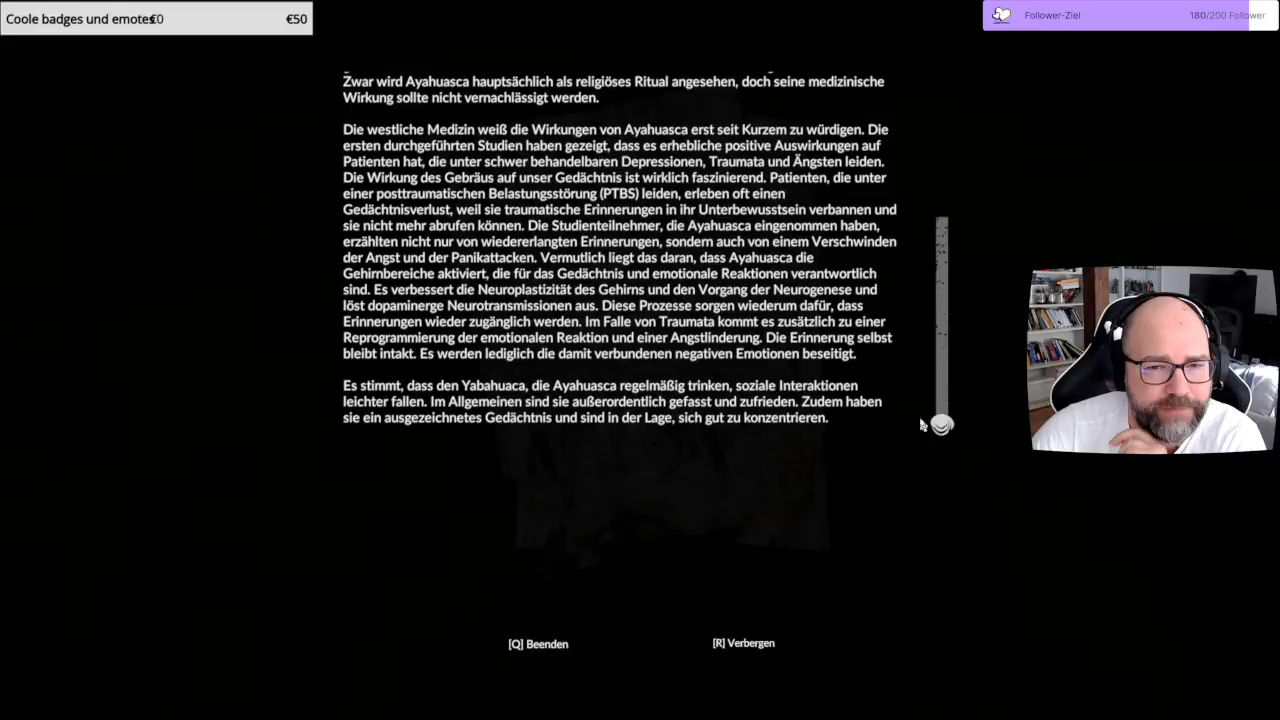 Coole badges und emotes €0 €50
Follower-Ziel 180/200 Follower
Zwar wird Ayahuasca hauptsächlich als religiöses Ritual angesehen, doch seine medizinische
Wirkung sollte nicht vernachlässigt werden.
Die westliche Medizin weiß die Wirkungen von Ayahuasca erst seit Kurzem zu würdigen. Die
ersten durchgeführten Studien haben gezeigt, dass es erhebliche positive Auswirkungen auf
Patienten hat, die unter schwer behandelbaren Depressionen, Traumata und Ängsten leiden.
Die Wirkung des Gebräus auf unser Gedächtnis ist wirklich faszinierend. Patienten, die unter
einer posttraumatischen Belastungsstörung (PTBS) leiden, erleben oft einen
Gedächtnisverlust, weil sie traumatische Erinnerungen in ihr Unterbewusstsein verbannen und
sie nicht mehr abrufen können. Die Studienteilnehmer, die Ayahuasca eingenommen haben,
erzählten nicht nur von wiedererlangten Erinnerungen, sondern auch von einem Verschwinden
der Angst und der Panikattacken. Vermutlich liegt das daran, dass Ayahuasca die
Gehirnbereiche aktiviert, die für das Gedächtnis und emotionale Reaktionen verantwortlich
sind. Es verbessert die Neuroplastizität des Gehirns und den Vorgang der Neurogenese und
löst dopaminerge Neurotransmissionen aus. Diese Prozesse sorgen wiederum dafür, dass
Erinnerungen wieder zugänglich werden. Im Falle von Traumata kommt es zusätzlich zu einer
Reprogrammierung der emotionalen Reaktion und einer Angstlinderung. Die Erinnerung selbst
bleibt intakt. Es werden lediglich die damit verbundenen negativen Emotionen beseitigt.
Es stimmt, dass den Yabahuaca, die Ayahuasca regelmäßig trinken, soziale Interaktionen
leichter fallen. Im Allgemeinen sind sie außerordentlich gefasst und zufrieden. Zudem haben
sie ein ausgezeichnetes Gedächtnis und sind in der Lage, sich gut zu konzentrieren.
[Q] Beenden [R] Verbergen